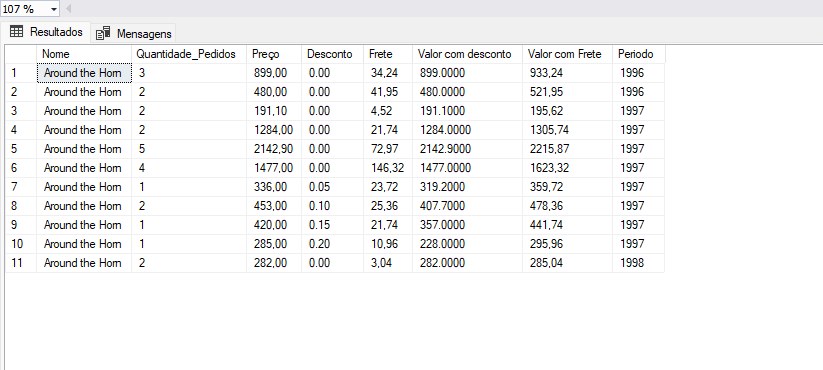 107 %
Resultados Mensagens
Nome Quantidade_Pedidos Preço Desconto Frete Valor com desconto Valor com Frete Periodo
1 Around the Horn 3 899,00 0.00 34,24 899.0000 933,24 1996
2 Around the Horn 2 480,00 0.00 41,95 480.0000 521,95 1996
3 Around the Horn 2 191,10 0.00 4,52 191.1000 195,62 1997
4 Around the Horn 2 1284,00 0.00 21,74 1284.0000 1305,74 1997
5 Around the Horn 5 2142,90 0.00 72,97 2142.9000 2215,87 1997
6 Around the Horn 4 1477,00 0.00 146,32 1477.0000 1623,32 1997
7 Around the Horn 1 336,00 0.05 23,72 319.2000 359,72 1997
8 Around the Horn 2 453,00 0.10 25,36 407.7000 478,36 1997
9 Around the Horn 1 420,00 0.15 21,74 357.0000 441,74 1997
10 Around the Horn 1 285,00 0.20 10,96 228.0000 295,96 1997
11 Around the Horn 2 282,00 0.00 3,04 282.0000 285,04 1998